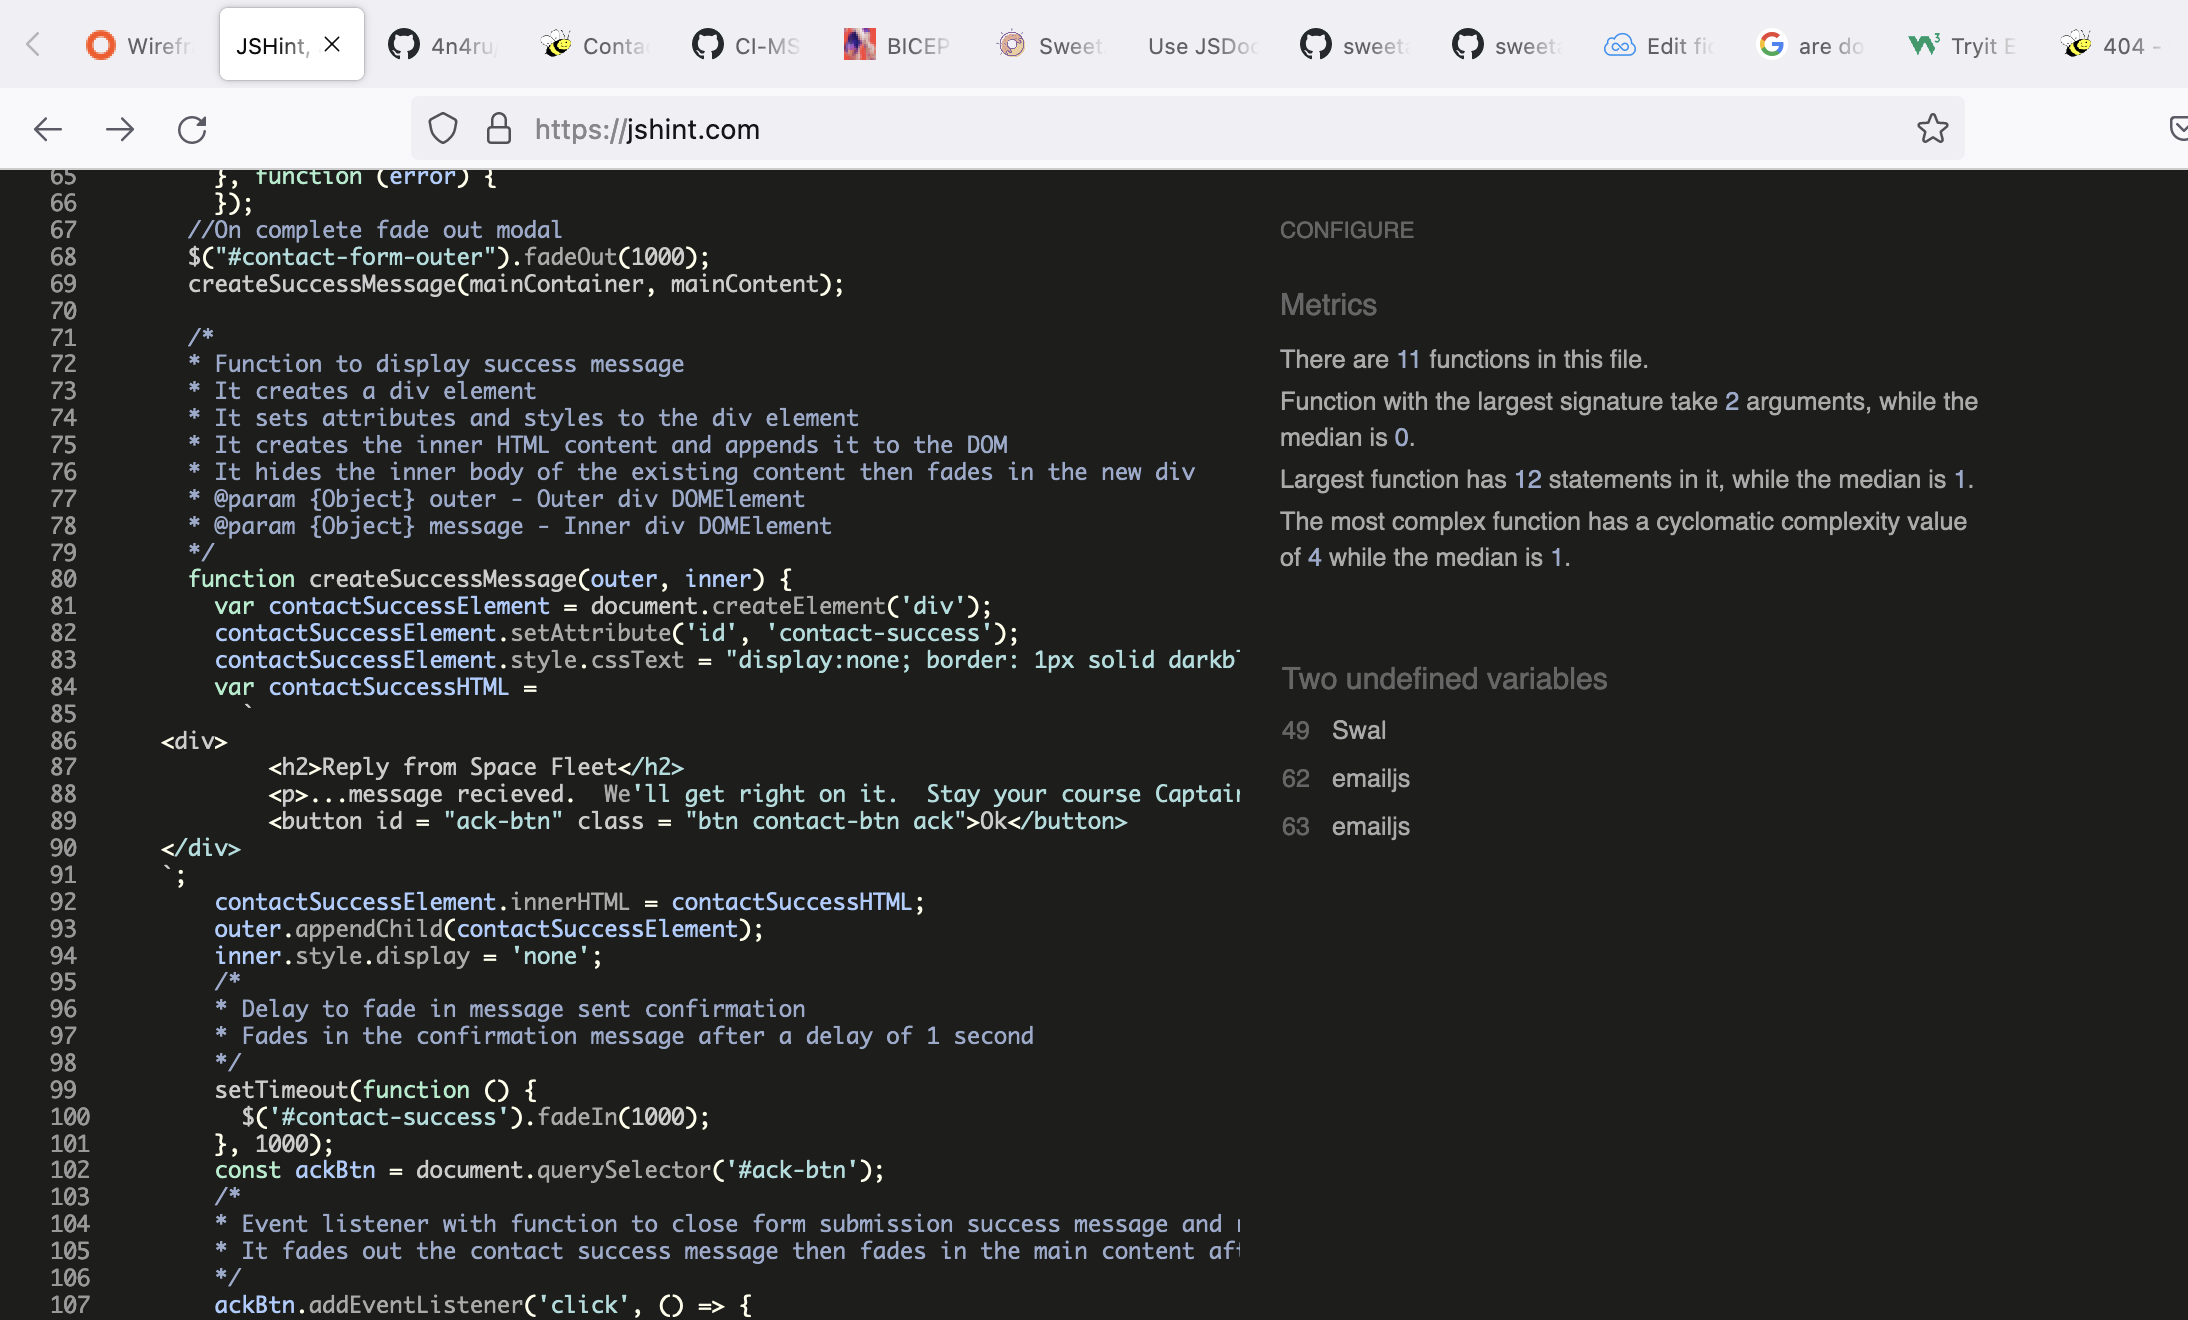 Wirefr
JSHint,
4n4ru
Conta
CI-MS
BICEP
Sweet
Use JSDoc
sweeta
sweeta
Edit fi
are do
Tryit E
404 -
https://jshint.com
65 }, function (error) {
66 });
67 //On complete fade out modal
68 $("#contact-form-outer").fadeOut(1000);
69 createSuccessMessage(mainContainer, mainContent);
70
71 /*
72 * Function to display success message
73 * It creates a div element
74 * It sets attributes and styles to the div element
75 * It creates the inner HTML content and appends it to the DOM
76 * It hides the inner body of the existing content then fades in the new div
77 * @param {Object} outer - Outer div DOMElement
78 * @param {Object} message - Inner div DOMElement
79 */
80 function createSuccessMessage(outer, inner) {
81 var contactSuccessElement = document.createElement('div');
82 contactSuccessElement.setAttribute('id', 'contact-success');
83 contactSuccessElement.style.cssText = "display:none; border: 1px solid darkb
84 var contactSuccessHTML =
85 `
86 <div>
87 <h2>Reply from Space Fleet</h2>
88 <p>...message recieved.  We'll get right on it.  Stay your course Captain
89 <button id = "ack-btn" class = "btn contact-btn ack">Ok</button>
90 </div>
91 `;
92 contactSuccessElement.innerHTML = contactSuccessHTML;
93 outer.appendChild(contactSuccessElement);
94 inner.style.display = 'none';
95 /*
96 * Delay to fade in message sent confirmation
97 * Fades in the confirmation message after a delay of 1 second
98 */
99 setTimeout(function () {
100 $('#contact-success').fadeIn(1000);
101 }, 1000);
102 const ackBtn = document.querySelector('#ack-btn');
103 /*
104 * Event listener with function to close form submission success message and
105 * It fades out the contact success message then fades in the main content aft
106 */
107 ackBtn.addEventListener('click', () => {
CONFIGURE
Metrics
There are 11 functions in this file.
Function with the largest signature take 2 arguments, while the
median is 0.
Largest function has 12 statements in it, while the median is 1.
The most complex function has a cyclomatic complexity value
of 4 while the median is 1.
Two undefined variables
49 Swal
62 emailjs
63 emailjs